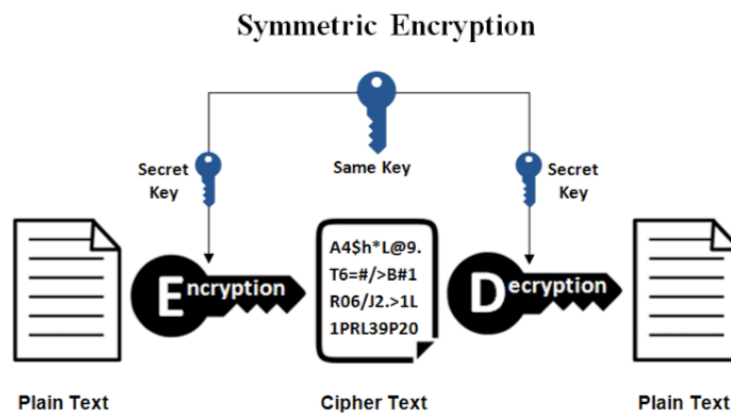 Symmetric Encryption
Secret
Key
Same Key
Secret
Key
Encryption
A4$h*L@9.
T6=#/>B#1
R06/J2.>1L
1PRL39P20
Decryption
Plain Text
Cipher Text
Plain Text